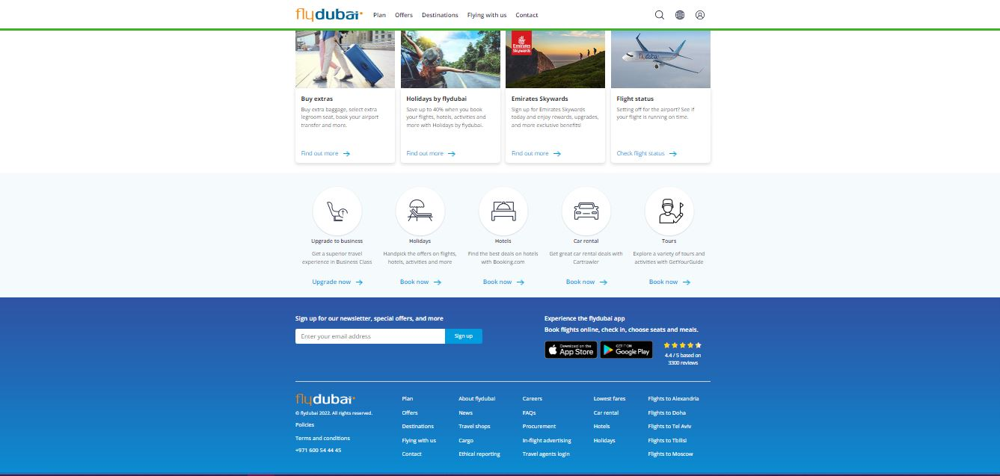 flydubai
Plan
Offers
Destinations
Flying with us
Contact
Emirates
Skywards
flydubai
Buy extras
Buy extra baggage, select extra
legroom seat, book your airport
transfer and more.
Find out more
Holidays by flydubai
Save up to 40% when you book
your flights, hotels, activities and
more with Holidays by flydubai.
Find out more
Emirates Skywards
Sign up for Emirates Skywards
today and enjoy rewards, upgrades,
and more exclusive benefits!
Find out more
Flight status
Setting off for the airport? See if
your flight is running on time.
Check flight status
Upgrade to business
Get a superior travel
experience in Business Class
Upgrade now
Holidays
Handpick the offers on flights,
hotels, activities and more
Book now
Hotels
Find the best deals on hotels
with Booking.com
Book now
Car rental
Get great car rental deals with
Cartrawler
Book now
Tours
Explore a variety of tours and
activities with GetYourGuide
Book now
Sign up for our newsletter, special offers, and more
Enter your email address
Sign up
Experience the flydubai app
Book flights online, check in, choose seats and meals.
Download on the
App Store
GET IT ON
Google Play
4.4 / 5 based on
3300 reviews
flydubai
© flydubai 2022. All rights reserved.
Policies
Terms and conditions
+971 600 54 44 45
Plan
Offers
Destinations
Flying with us
Contact
About flydubai
News
Travel shops
Cargo
Ethical reporting
Careers
FAQs
Procurement
In-flight advertising
Travel agents login
Lowest fares
Car rental
Hotels
Holidays
Flights to Alexandria
Flights to Doha
Flights to Tel Aviv
Flights to Tbilisi
Flights to Moscow